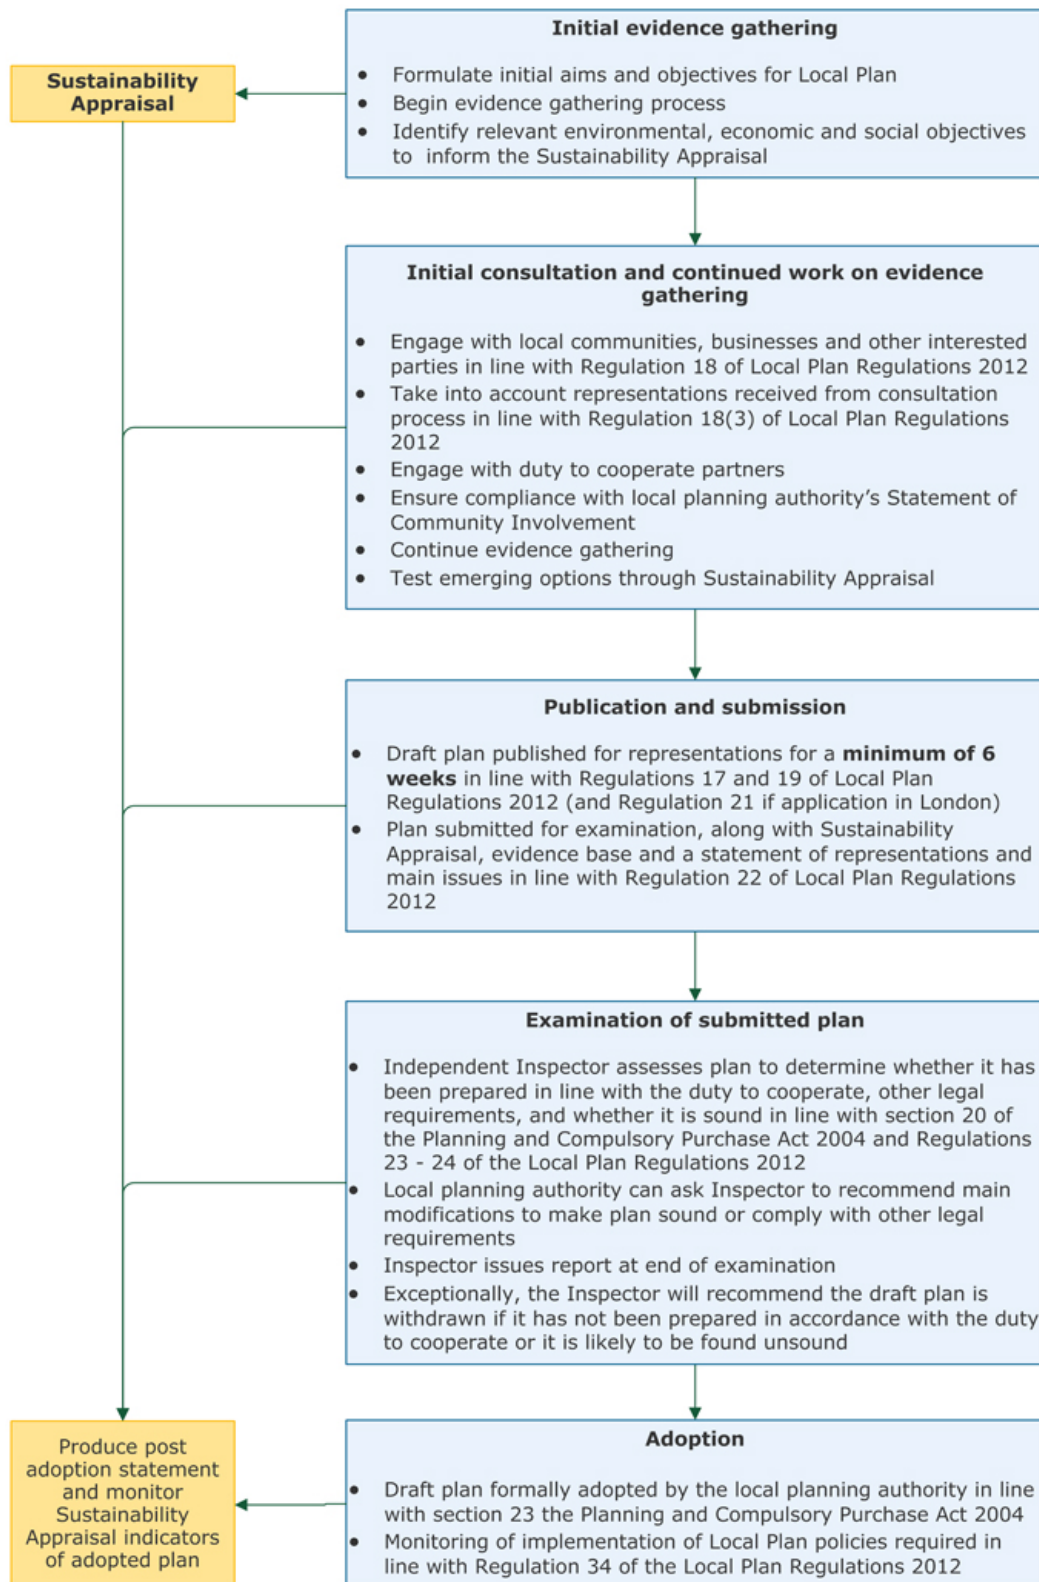 Initial evidence gathering
• Formulate initial aims and objectives for Local Plan
• Begin evidence gathering process
• Identify relevant environmental, economic and social objectives
to inform the Sustainability Appraisal
Sustainability
Appraisal
Initial consultation and continued work on evidence
gathering
• Engage with local communities, businesses and other interested
parties in line with Regulation 18 of Local Plan Regulations 2012
• Take into account representations received from consultation
process in line with Regulation 18(3) of Local Plan Regulations
2012
• Engage with duty to cooperate partners
• Ensure compliance with local planning authority’s Statement of
Community Involvement
• Continue evidence gathering
• Test emerging options through Sustainability Appraisal
Publication and submission
• Draft plan published for representations for a minimum of 6
weeks in line with Regulations 17 and 19 of Local Plan
Regulations 2012 (and Regulation 21 if application in London)
• Plan submitted for examination, along with Sustainability
Appraisal, evidence base and a statement of representations and
main issues in line with Regulation 22 of Local Plan Regulations
2012
Examination of submitted plan
• Independent Inspector assesses plan to determine whether it has
been prepared in line with the duty to cooperate, other legal
requirements, and whether it is sound in line with section 20 of
the Planning and Compulsory Purchase Act 2004 and Regulations
23 - 24 of the Local Plan Regulations 2012
• Local planning authority can ask Inspector to recommend main
modifications to make plan sound or comply with other legal
requirements
• Inspector issues report at end of examination
• Exceptionally, the Inspector will recommend the draft plan is
withdrawn if it has not been prepared in accordance with the duty
to cooperate or it is likely to be found unsound
Adoption
• Draft plan formally adopted by the local planning authority in line
with section 23 the Planning and Compulsory Purchase Act 2004
• Monitoring of implementation of Local Plan policies required in
line with Regulation 34 of the Local Plan Regulations 2012
Produce post
adoption statement
and monitor
Sustainability
Appraisal indicators
of adopted plan